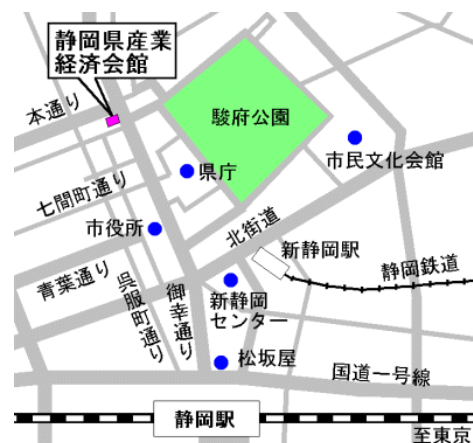 静岡県産業
経済会館
本通り
駿府公園
市民文化会館
県庁
七間町通り
市役所
北街道
新静岡駅
静岡鉄道
青葉通り
呉服町通り
御幸通り
新静岡
センター
松坂屋
国道一号線
静岡駅
至東京